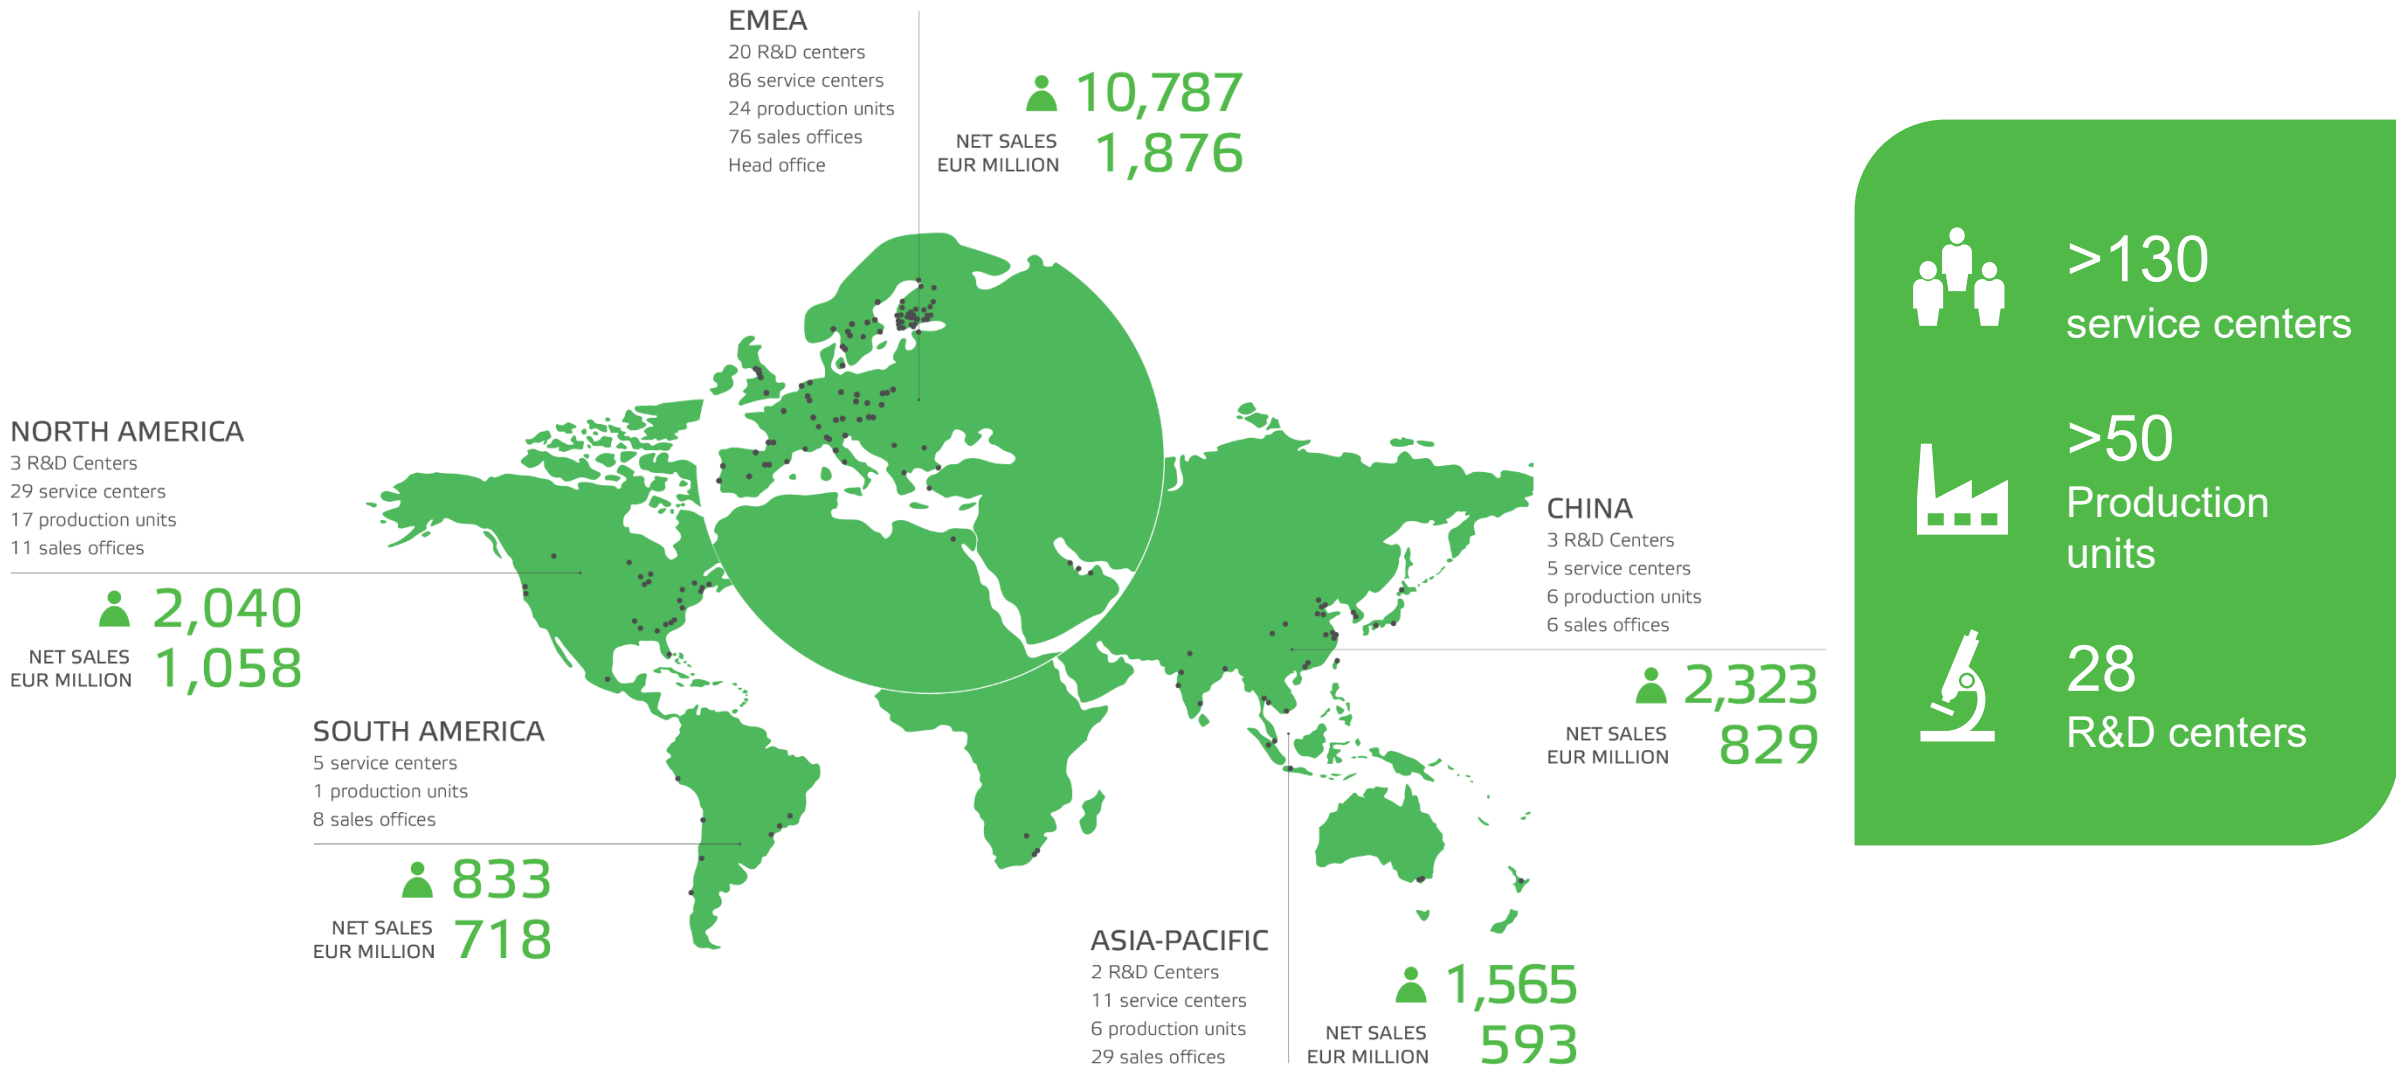 EMEA
20 R&D centers
86 service centers
24 production units
76 sales offices
Head office
10,787
NET SALES
EUR MILLION
1,876
NORTH AMERICA
3 R&D Centers
29 service centers
17 production units
11 sales offices
2,040
NET SALES
EUR MILLION
1,058
SOUTH AMERICA
5 service centers
1 production units
8 sales offices
833
NET SALES
EUR MILLION
718
CHINA
3 R&D Centers
5 service centers
6 production units
6 sales offices
2,323
NET SALES
EUR MILLION
829
ASIA-PACIFIC
2 R&D Centers
11 service centers
6 production units
29 sales offices
1,565
NET SALES
EUR MILLION
593
>130
service centers
>50
Production
units
28
R&D centers